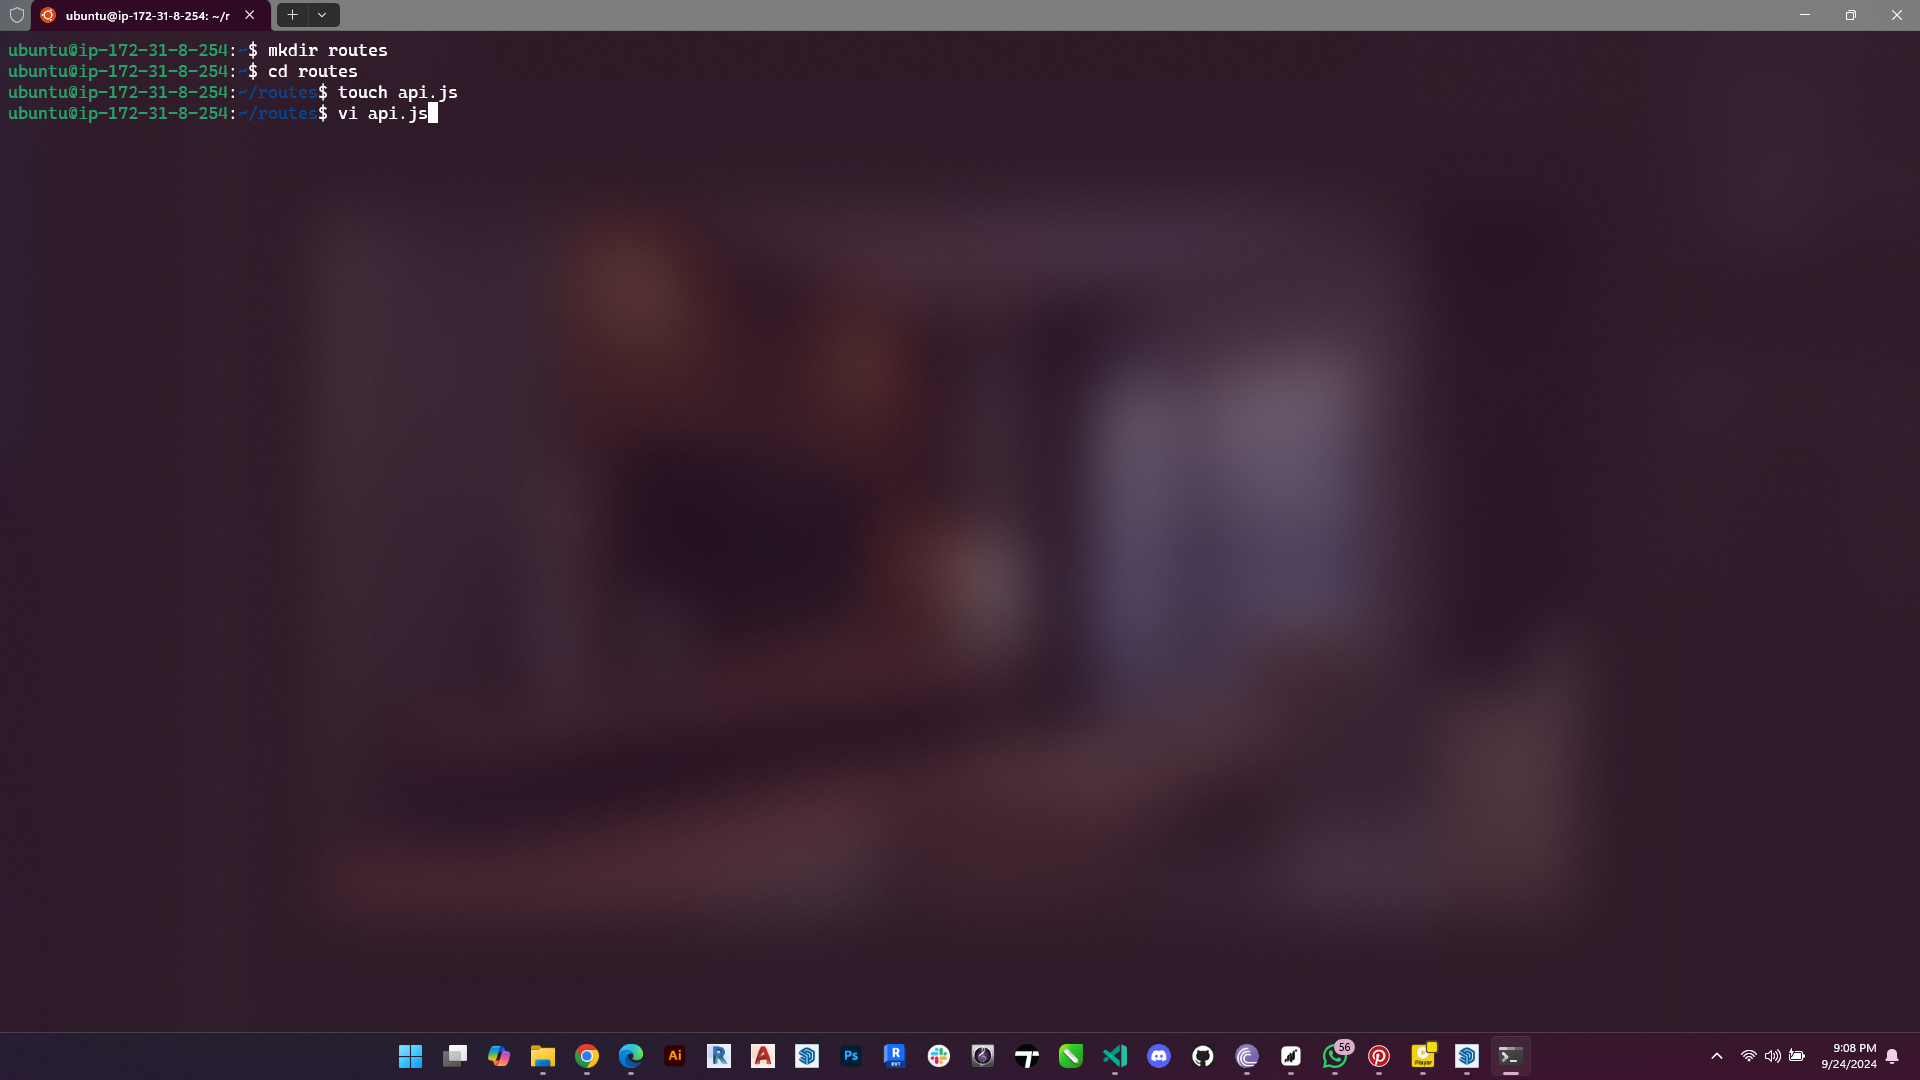 ubuntu@ip-172-31-8-254: ~/r
ubuntu@ip-172-31-8-254:~$ mkdir routes
ubuntu@ip-172-31-8-254:~$ cd routes
ubuntu@ip-172-31-8-254:~/routes$ touch api.js
ubuntu@ip-172-31-8-254:~/routes$ vi api.js
Ai
R
A
Ps
R
RVT
56
Player
9:08 PM
9/24/2024